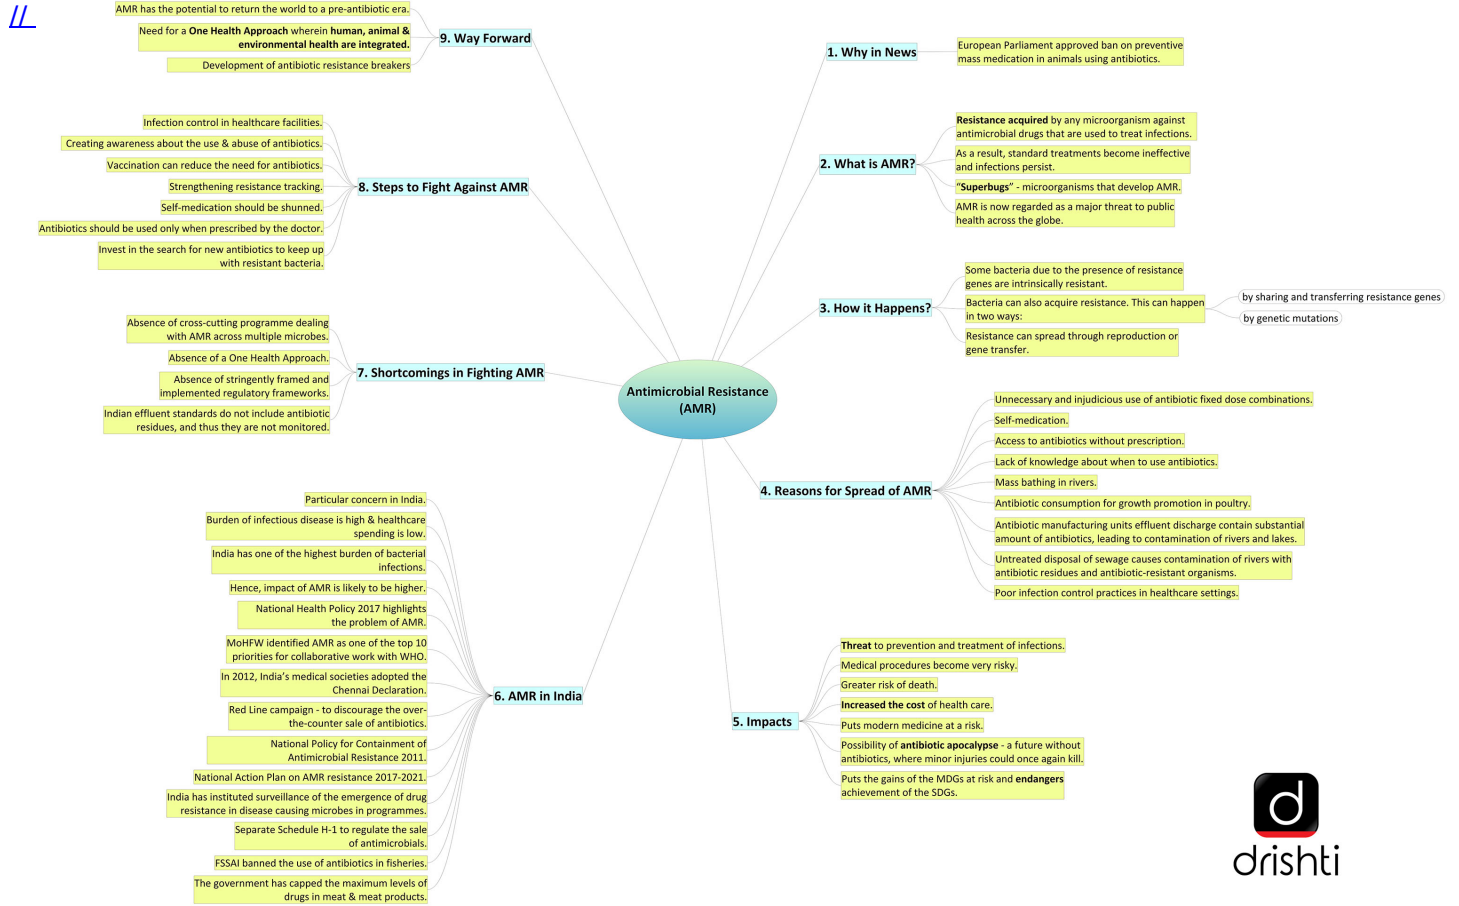 //
Antimicrobial Resistance
(AMR)
1. Why in News
European Parliament approved ban on preventive
mass medication in animals using antibiotics.
2. What is AMR?
Resistance acquired by any microorganism against
antimicrobial drugs that are used to treat infections.
As a result, standard treatments become ineffective
and infections persist.
“Superbugs” - microorganisms that develop AMR.
AMR is now regarded as a major threat to public
health across the globe.
3. How it Happens?
Some bacteria due to the presence of resistance
genes are intrinsically resistant.
Bacteria can also acquire resistance. This can happen
in two ways:
by sharing and transferring resistance genes
by genetic mutations
Resistance can spread through reproduction or
gene transfer.
4. Reasons for Spread of AMR
Unnecessary and injudicious use of antibiotic fixed dose combinations.
Self-medication.
Access to antibiotics without prescription.
Lack of knowledge about when to use antibiotics.
Mass bathing in rivers.
Antibiotic consumption for growth promotion in poultry.
Antibiotic manufacturing units effluent discharge contain substantial
amount of antibiotics, leading to contamination of rivers and lakes.
Untreated disposal of sewage causes contamination of rivers with
antibiotic residues and antibiotic-resistant organisms.
Poor infection control practices in healthcare settings.
5. Impacts
Threat to prevention and treatment of infections.
Medical procedures become very risky.
Greater risk of death.
Increased the cost of health care.
Puts modern medicine at a risk.
Possibility of antibiotic apocalypse - a future without
antibiotics, where minor injuries could once again kill.
Puts the gains of the MDGs at risk and endangers
achievement of the SDGs.
6. AMR in India
Particular concern in India.
Burden of infectious disease is high & healthcare
spending is low.
India has one of the highest burden of bacterial
infections.
Hence, impact of AMR is likely to be higher.
National Health Policy 2017 highlights
the problem of AMR.
MoHFW identified AMR as one of the top 10
priorities for collaborative work with WHO.
In 2012, India’s medical societies adopted the
Chennai Declaration.
Red Line campaign - to discourage the over-
the-counter sale of antibiotics.
National Policy for Containment of
Antimicrobial Resistance 2011.
National Action Plan on AMR resistance 2017-2021.
India has instituted surveillance of the emergence of drug
resistance in disease causing microbes in programmes.
Separate Schedule H-1 to regulate the sale
of antimicrobials.
FSSAI banned the use of antibiotics in fisheries.
The government has capped the maximum levels of
drugs in meat & meat products.
7. Shortcomings in Fighting AMR
Absence of cross-cutting programme dealing
with AMR across multiple microbes.
Absence of a One Health Approach.
Absence of stringently framed and
implemented regulatory frameworks.
Indian effluent standards do not include antibiotic
residues, and thus they are not monitored.
8. Steps to Fight Against AMR
Infection control in healthcare facilities.
Creating awareness about the use & abuse of antibiotics.
Vaccination can reduce the need for antibiotics.
Strengthening resistance tracking.
Self-medication should be shunned.
Antibiotics should be used only when prescribed by the doctor.
Invest in the search for new antibiotics to keep up
with resistant bacteria.
9. Way Forward
AMR has the potential to return the world to a pre-antibiotic era.
Need for a One Health Approach wherein human, animal &
environmental health are integrated.
Development of antibiotic resistance breakers
d
drishti